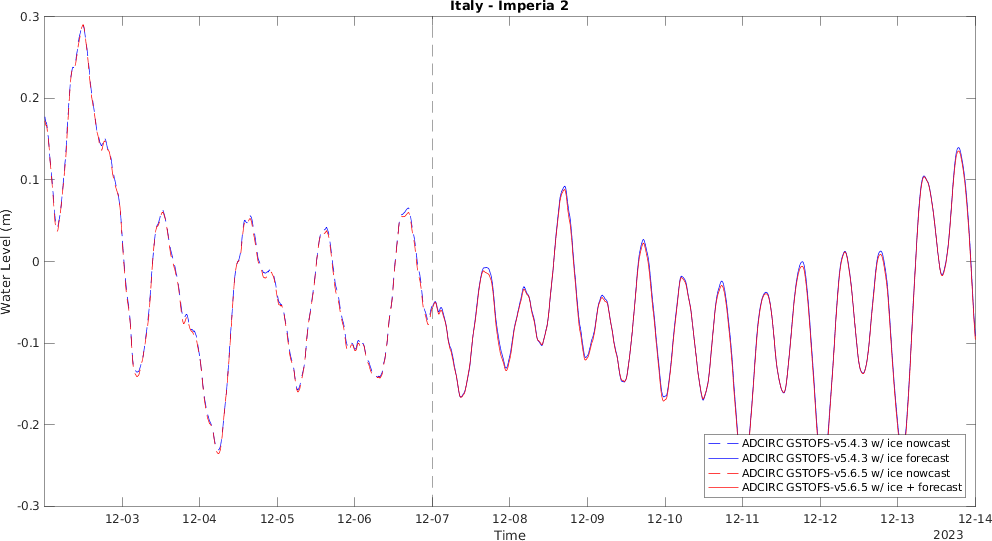 Italy - Imperia 2
Water Level (m)
0.3
0.2
0.1
0
-0.1
-0.2
-0.3
ADCIRC GSTOFS-v5.4.3 w/ ice nowcast
ADCIRC GSTOFS-v5.4.3 w/ ice forecast
ADCIRC GSTOFS-v5.6.5 w/ ice nowcast
ADCIRC GSTOFS-v5.6.5 w/ ice + forecast
12-03 12-04 12-05 12-06 12-07 12-08 12-09 12-10 12-11 12-12 12-13 12-14
Time
2023